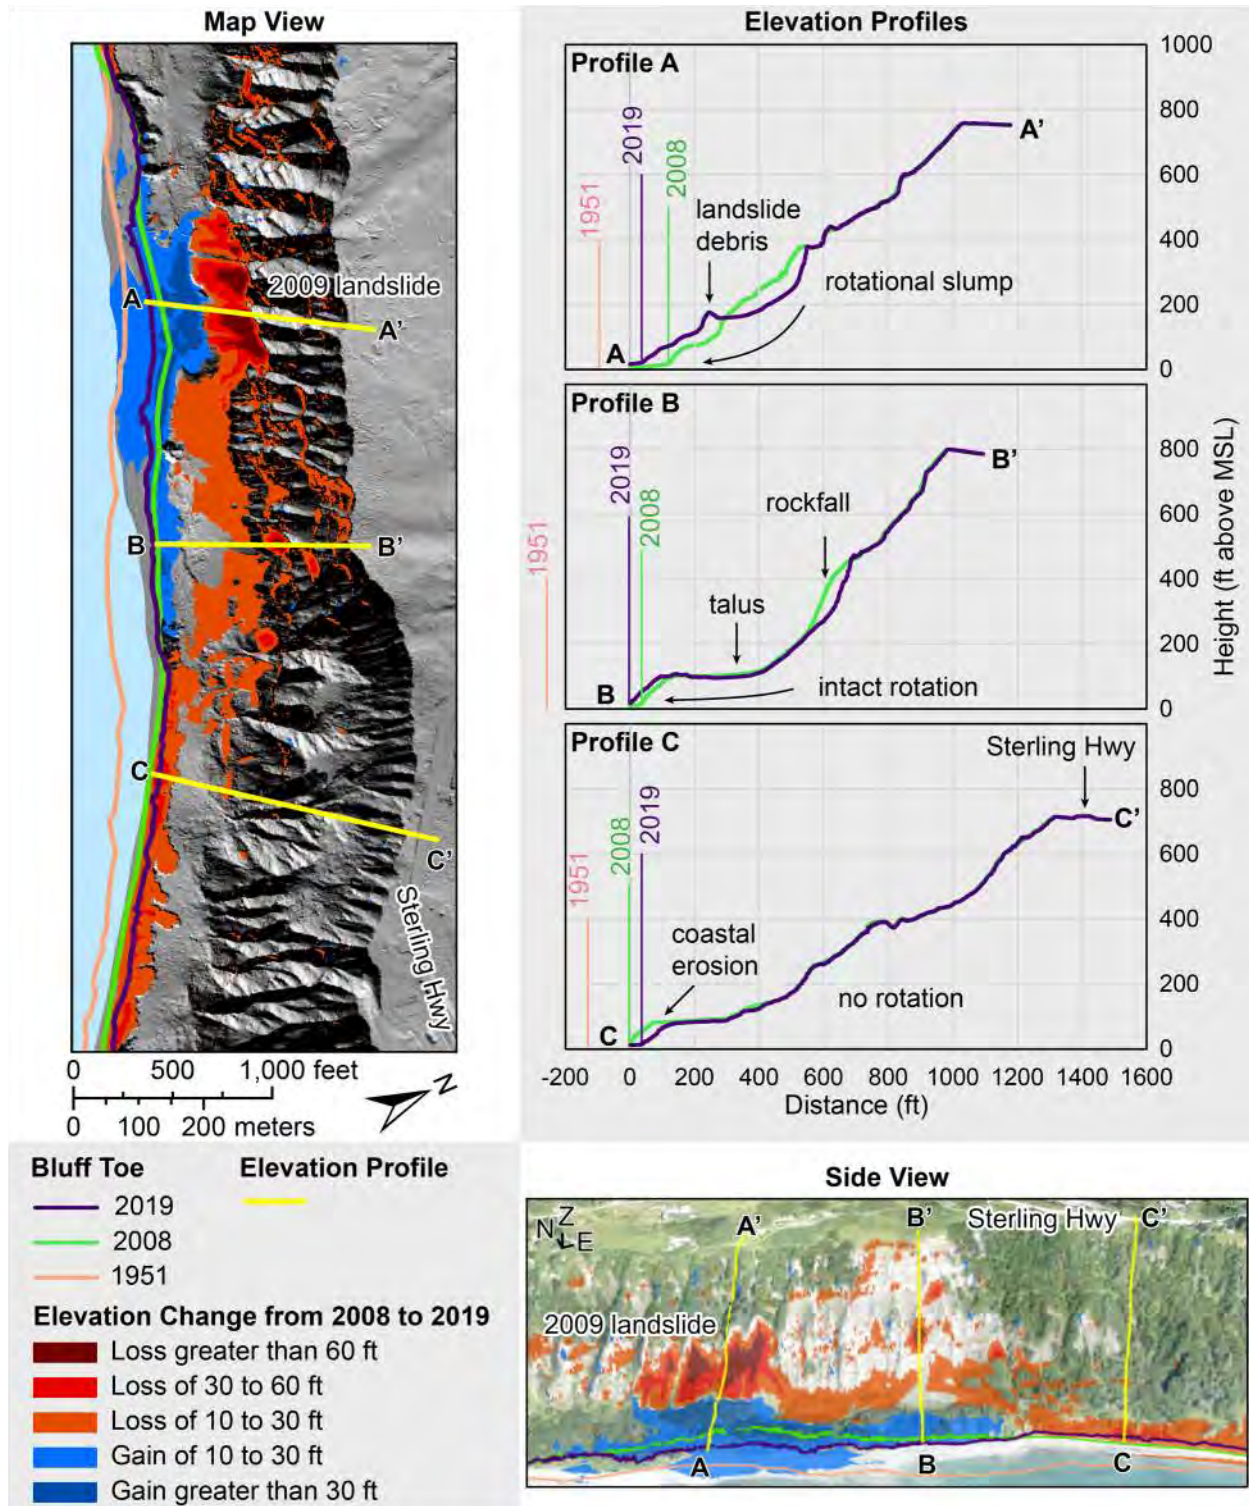 Map View
A
A'
2009 landslide
B
B'
C
C'
Sterling Hwy
0 500 1,000 feet
0 100 200 meters
N
Elevation Profiles
Profile A
1951
2019
2008
landslide
debris
rotational slump
A
A'
1000
800
600
400
200
0
Profile B
1951
2019
2008
rockfall
talus
intact rotation
B
B'
800
600
400
200
0
Height (ft above MSL)
Profile C
1951
2008
2019
coastal
erosion
no rotation
Sterling Hwy
C
C'
800
600
400
200
0
-200 0 200 400 600 800 1000 1200 1400 1600
Distance (ft)
Bluff Toe
2019
2008
1951
Elevation Profile
Elevation Change from 2008 to 2019
Loss greater than 60 ft
Loss of 30 to 60 ft
Loss of 10 to 30 ft
Gain of 10 to 30 ft
Gain greater than 30 ft
Side View
N Z E
A'
B'
Sterling Hwy
C'
2009 landslide
A
B
C